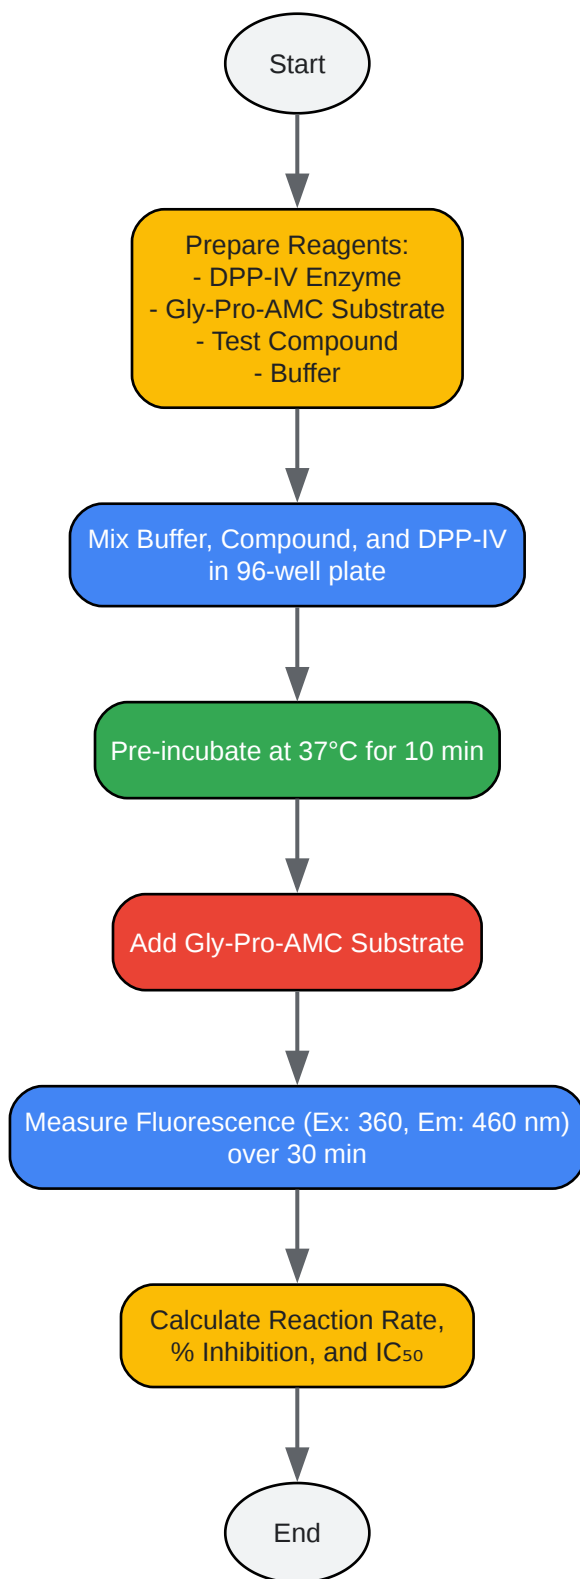 Start
Prepare Reagents:
- DPP-IV Enzyme
- Gly-Pro-AMC Substrate
- Test Compound
- Buffer
Mix Buffer, Compound, and DPP-IV
in 96-well plate
Pre-incubate at 37°C for 10 min
Add Gly-Pro-AMC Substrate
Measure Fluorescence (Ex: 360, Em: 460 nm)
over 30 min
Calculate Reaction Rate,
% Inhibition, and IC₅₀
End